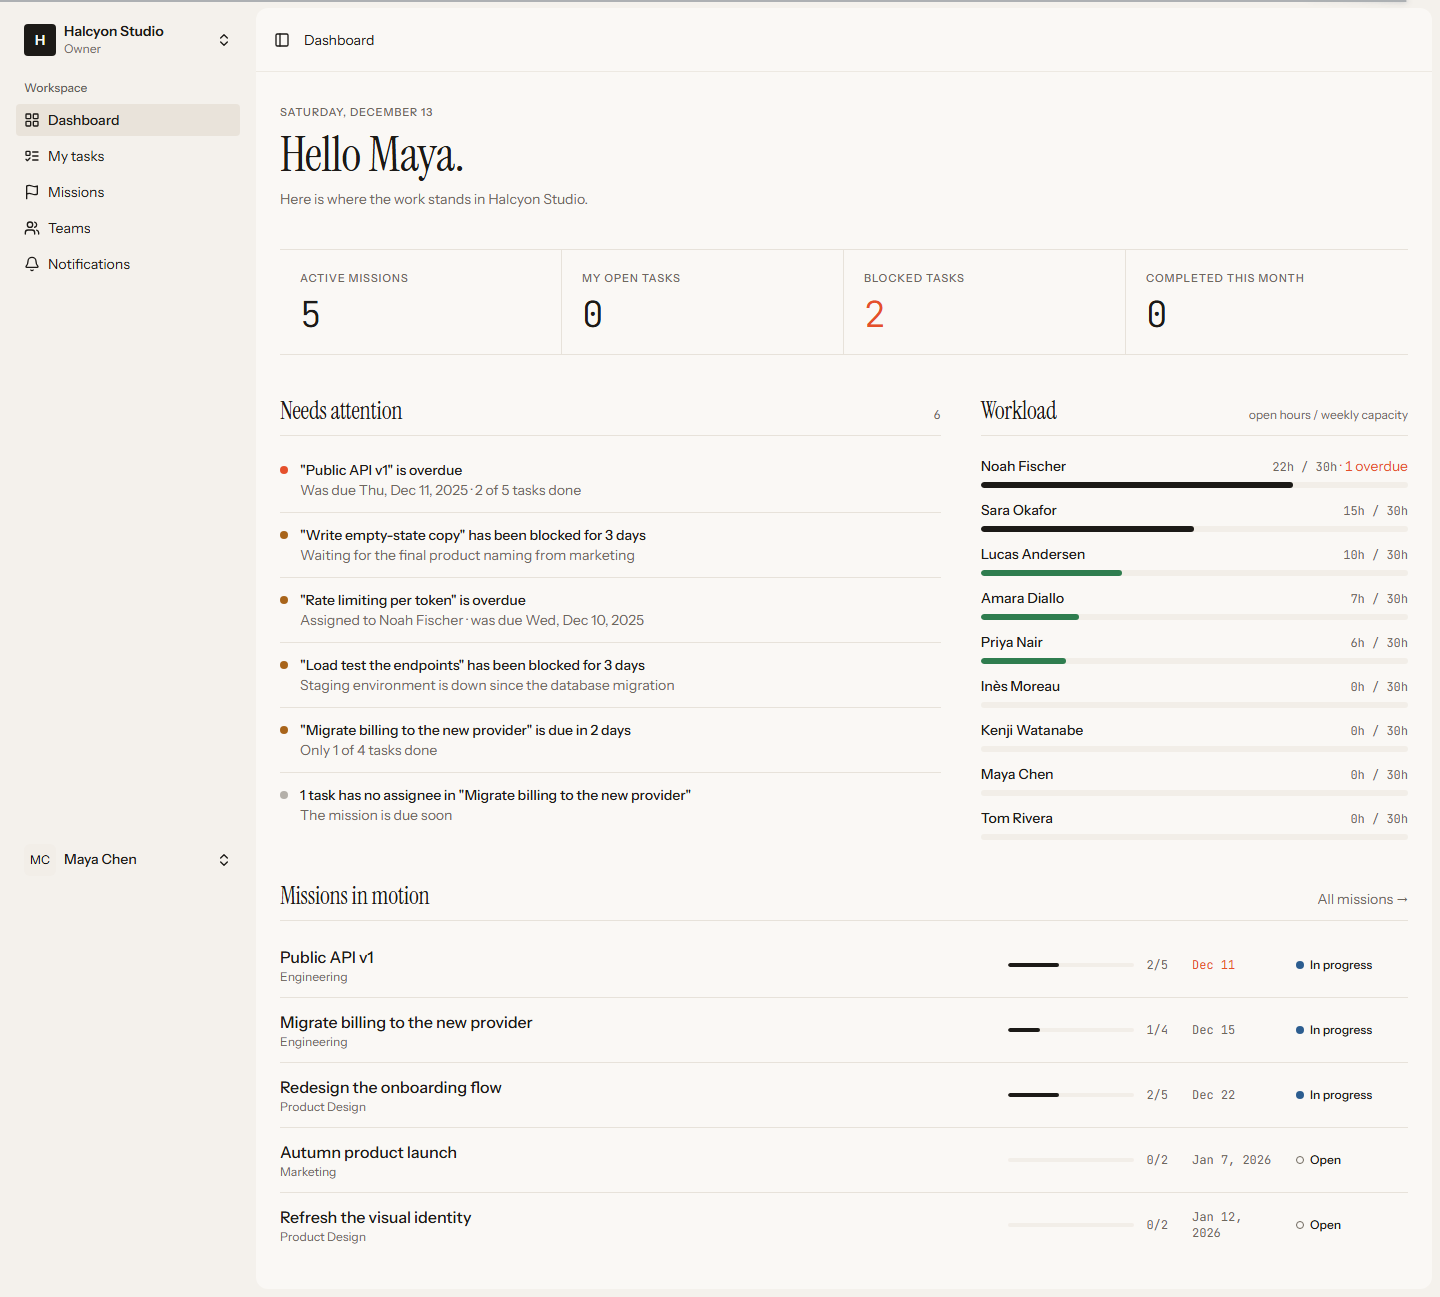 H
Halcyon Studio
Owner
Workspace
Dashboard
My tasks
Missions
Teams
Notifications
MC
Maya Chen
Dashboard
SATURDAY, DECEMBER 13
Hello Maya.
Here is where the work stands in Halcyon Studio.
ACTIVE MISSIONS
5
MY OPEN TASKS
0
BLOCKED TASKS
2
COMPLETED THIS MONTH
0
Needs attention
6
"Public API v1" is overdue
Was due Thu, Dec 11, 2025 · 2 of 5 tasks done
"Write empty-state copy" has been blocked for 3 days
Waiting for the final product naming from marketing
"Rate limiting per token" is overdue
Assigned to Noah Fischer · was due Wed, Dec 10, 2025
"Load test the endpoints" has been blocked for 3 days
Staging environment is down since the database migration
"Migrate billing to the new provider" is due in 2 days
Only 1 of 4 tasks done
1 task has no assignee in "Migrate billing to the new provider"
The mission is due soon
Workload
open hours / weekly capacity
Noah Fischer
22h / 30h · 1 overdue
Sara Okafor
15h / 30h
Lucas Andersen
10h / 30h
Amara Diallo
7h / 30h
Priya Nair
6h / 30h
Inès Moreau
0h / 30h
Kenji Watanabe
0h / 30h
Maya Chen
0h / 30h
Tom Rivera
0h / 30h
Missions in motion
All missions →
Public API v1
Engineering
2/5
Dec 11
In progress
Migrate billing to the new provider
Engineering
1/4
Dec 15
In progress
Redesign the onboarding flow
Product Design
2/5
Dec 22
In progress
Autumn product launch
Marketing
0/2
Jan 7, 2026
Open
Refresh the visual identity
Product Design
0/2
Jan 12,
2026
Open